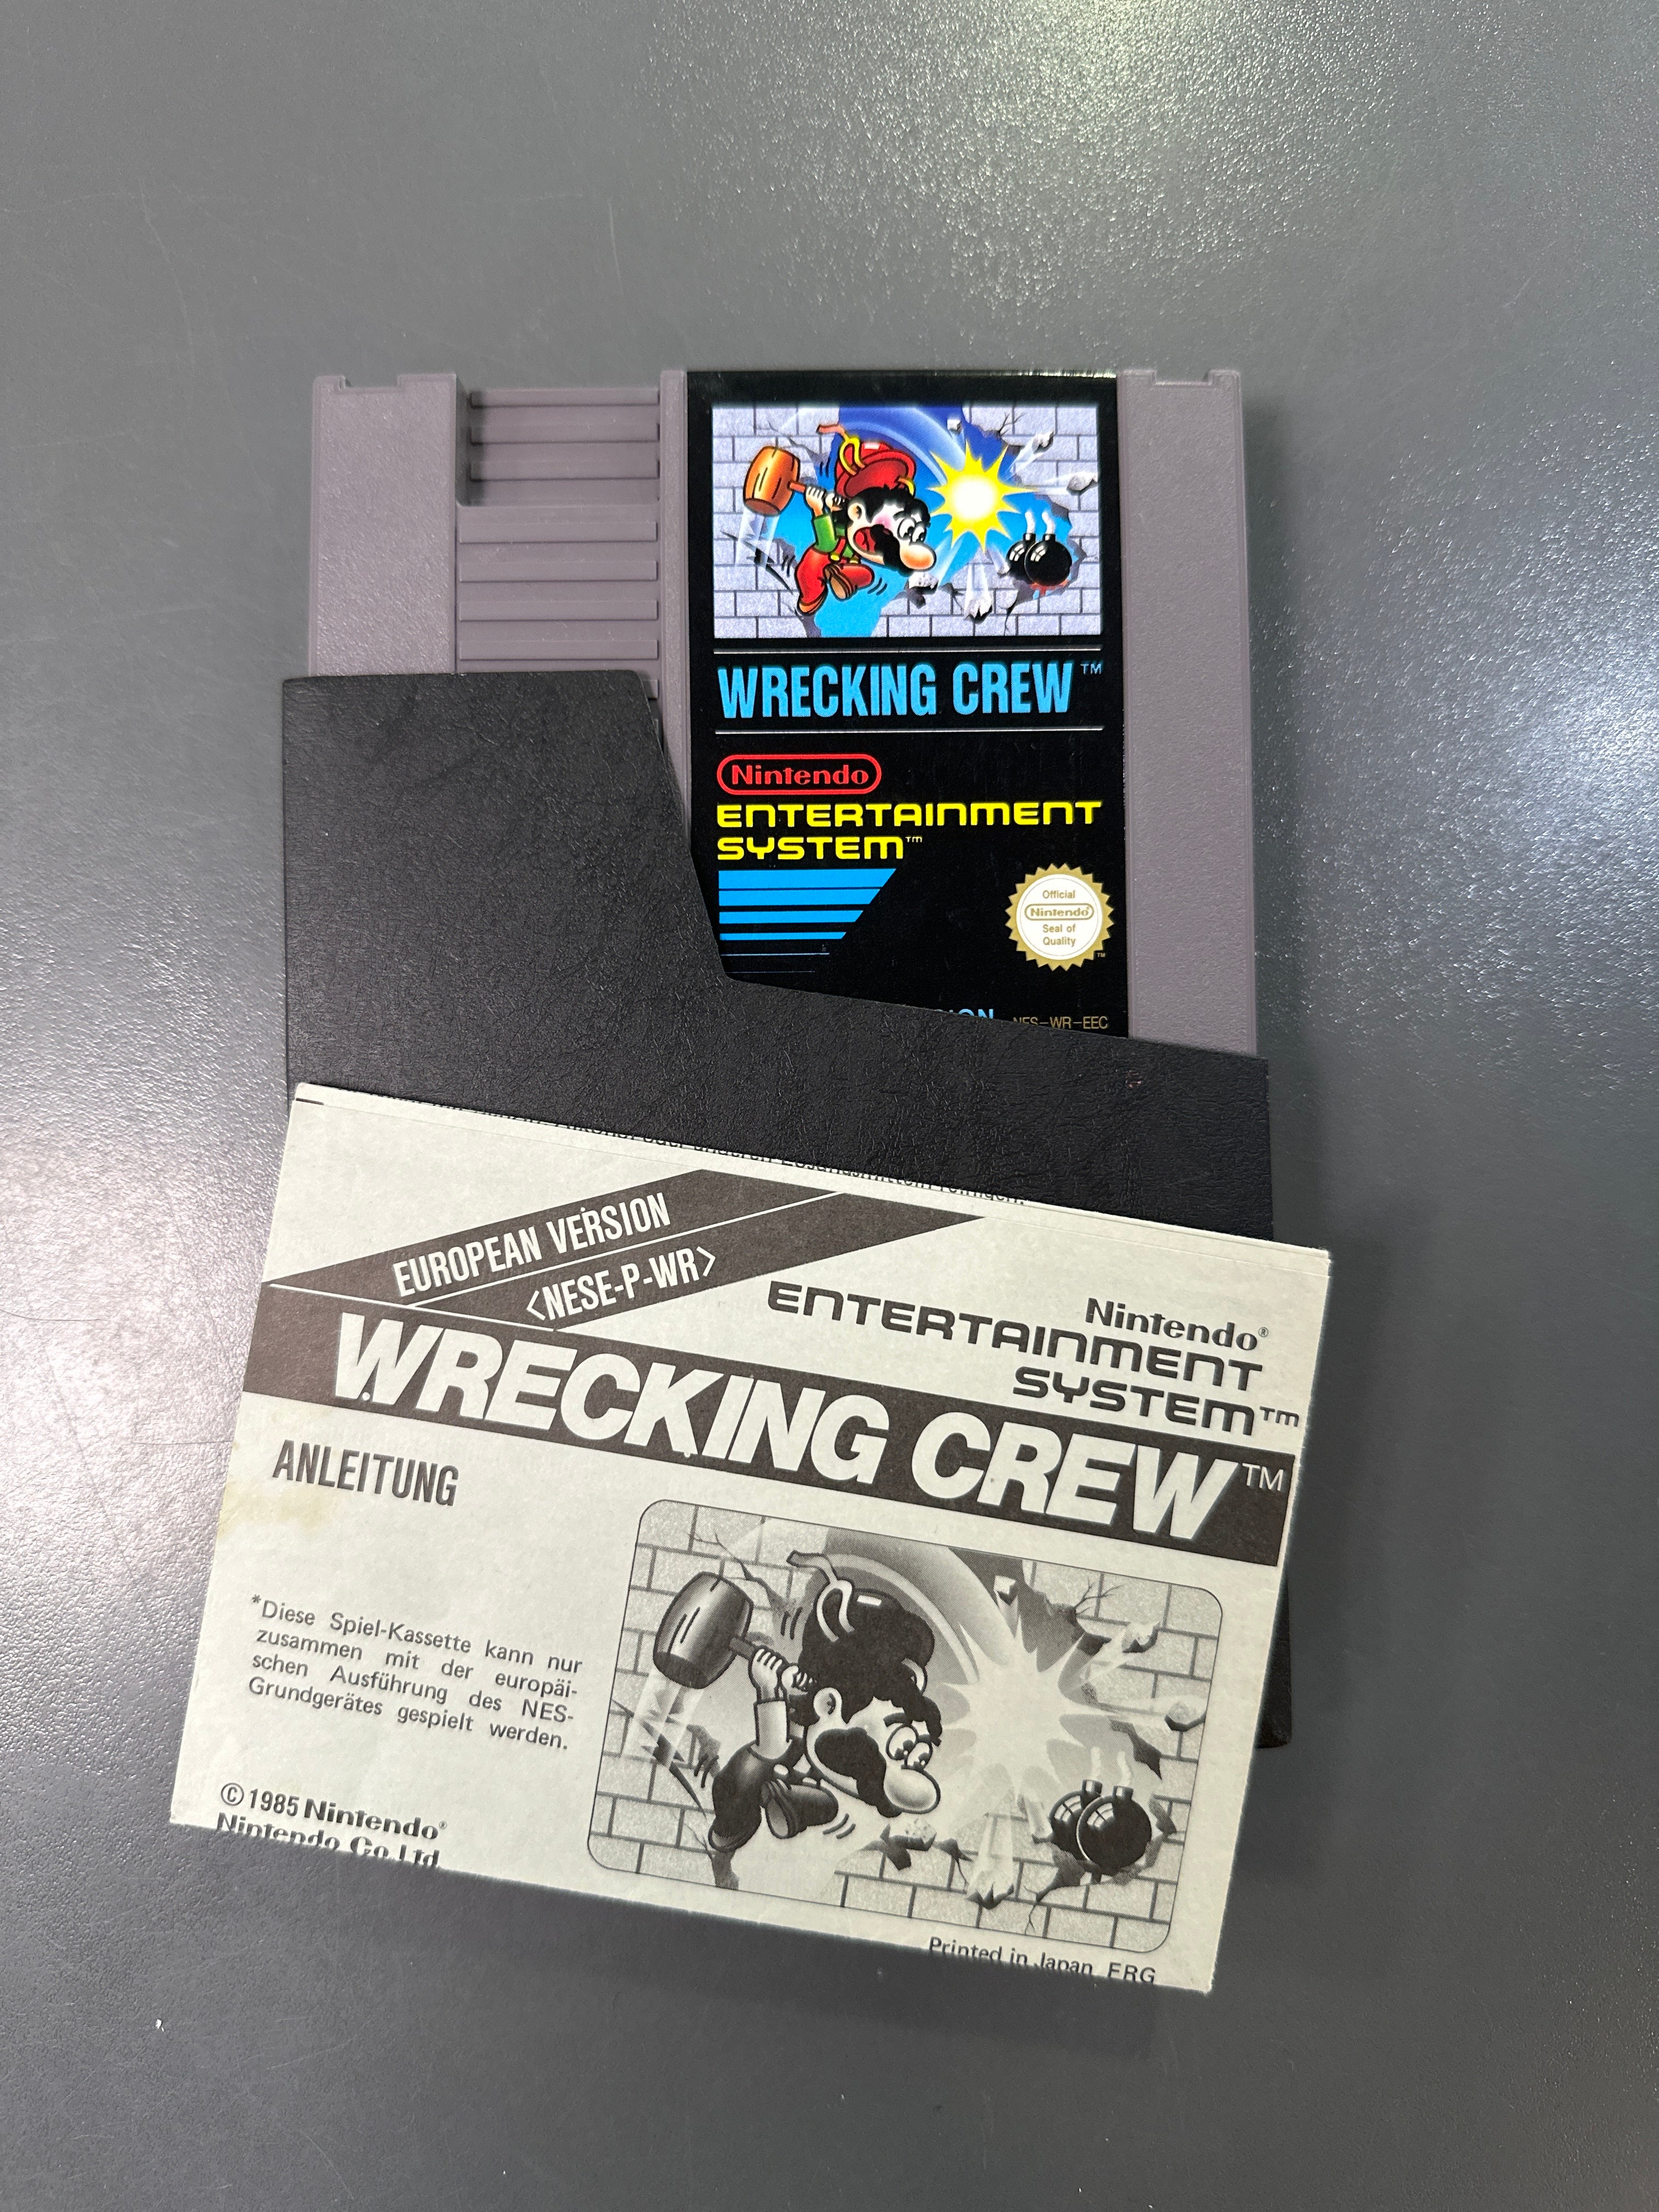 WRECKING CREW™
Nintendo
ENTERTAINMENT
SYSTEM™
Official
Nintendo
Seal of
Quality
™
NES-WR-EEC
EUROPEAN VERSION
<NESE-P-WR>
Nintendo®
ENTERTAINMENT
SYSTEM™
WRECKING CREW™
ANLEITUNG
*Diese Spiel-Kassette kann nur
zusammen mit der europäi-
schen Ausführung des NES-
Grundgerätes gespielt werden.
©1985 Nintendo®
Nintendo Co. Ltd.
Printed in Japan FRG